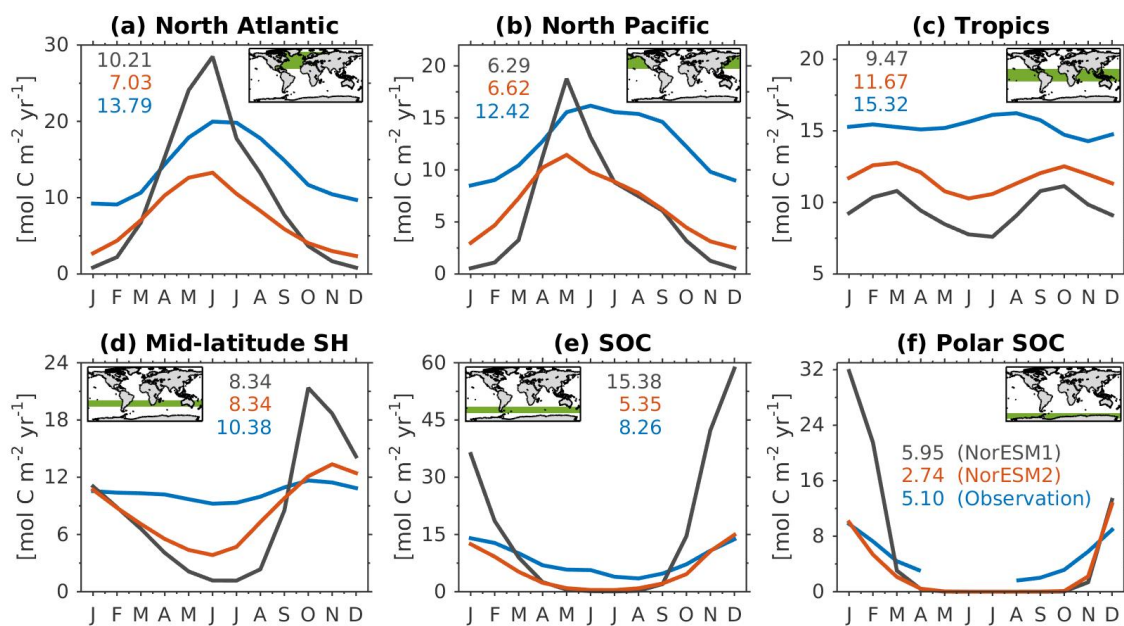 (a) North Atlantic
[mol C m⁻² yr⁻¹]
30
20
10
0
10.21
7.03
13.79
J F M A M J J A S O N D
(b) North Pacific
[mol C m⁻² yr⁻¹]
20
15
10
5
0
6.29
6.62
12.42
J F M A M J J A S O N D
(c) Tropics
[mol C m⁻² yr⁻¹]
20
15
10
5
9.47
11.67
15.32
J F M A M J J A S O N D
(d) Mid-latitude SH
[mol C m⁻² yr⁻¹]
24
18
12
6
0
8.34
8.34
10.38
J F M A M J J A S O N D
(e) SOC
[mol C m⁻² yr⁻¹]
60
45
30
15
0
15.38
5.35
8.26
J F M A M J J A S O N D
(f) Polar SOC
[mol C m⁻² yr⁻¹]
32
24
16
8
0
5.95 (NorESM1)
2.74 (NorESM2)
5.10 (Observation)
J F M A M J J A S O N D